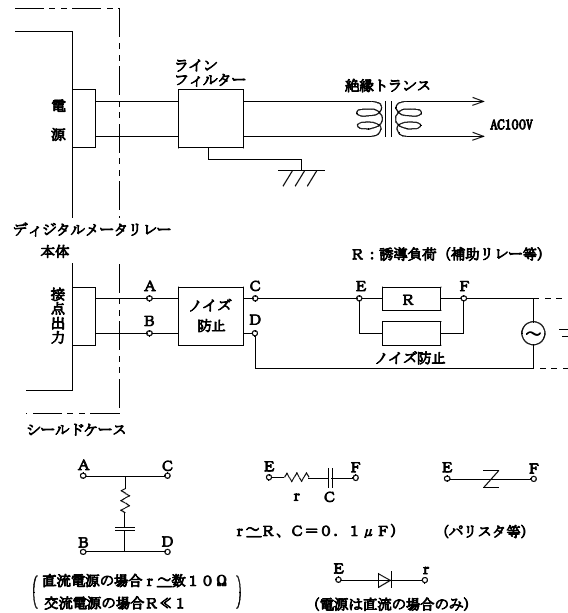 ライン
フィルター
絶縁トランス
電
源
AC100V
ディジタルメータリレー
本体
R：誘導負荷（補助リレー等）
接点出力
A
B
ノイズ
防止
C
D
E
R
F
ノイズ防止
シールドケース
A
C
B
D
E
F
r
C
r≃R、C＝0．1μF）
E
F
（バリスタ等）
直流電源の場合r≃数10Ω
交流電源の場合R≪1
E
r
（電源は直流の場合のみ）